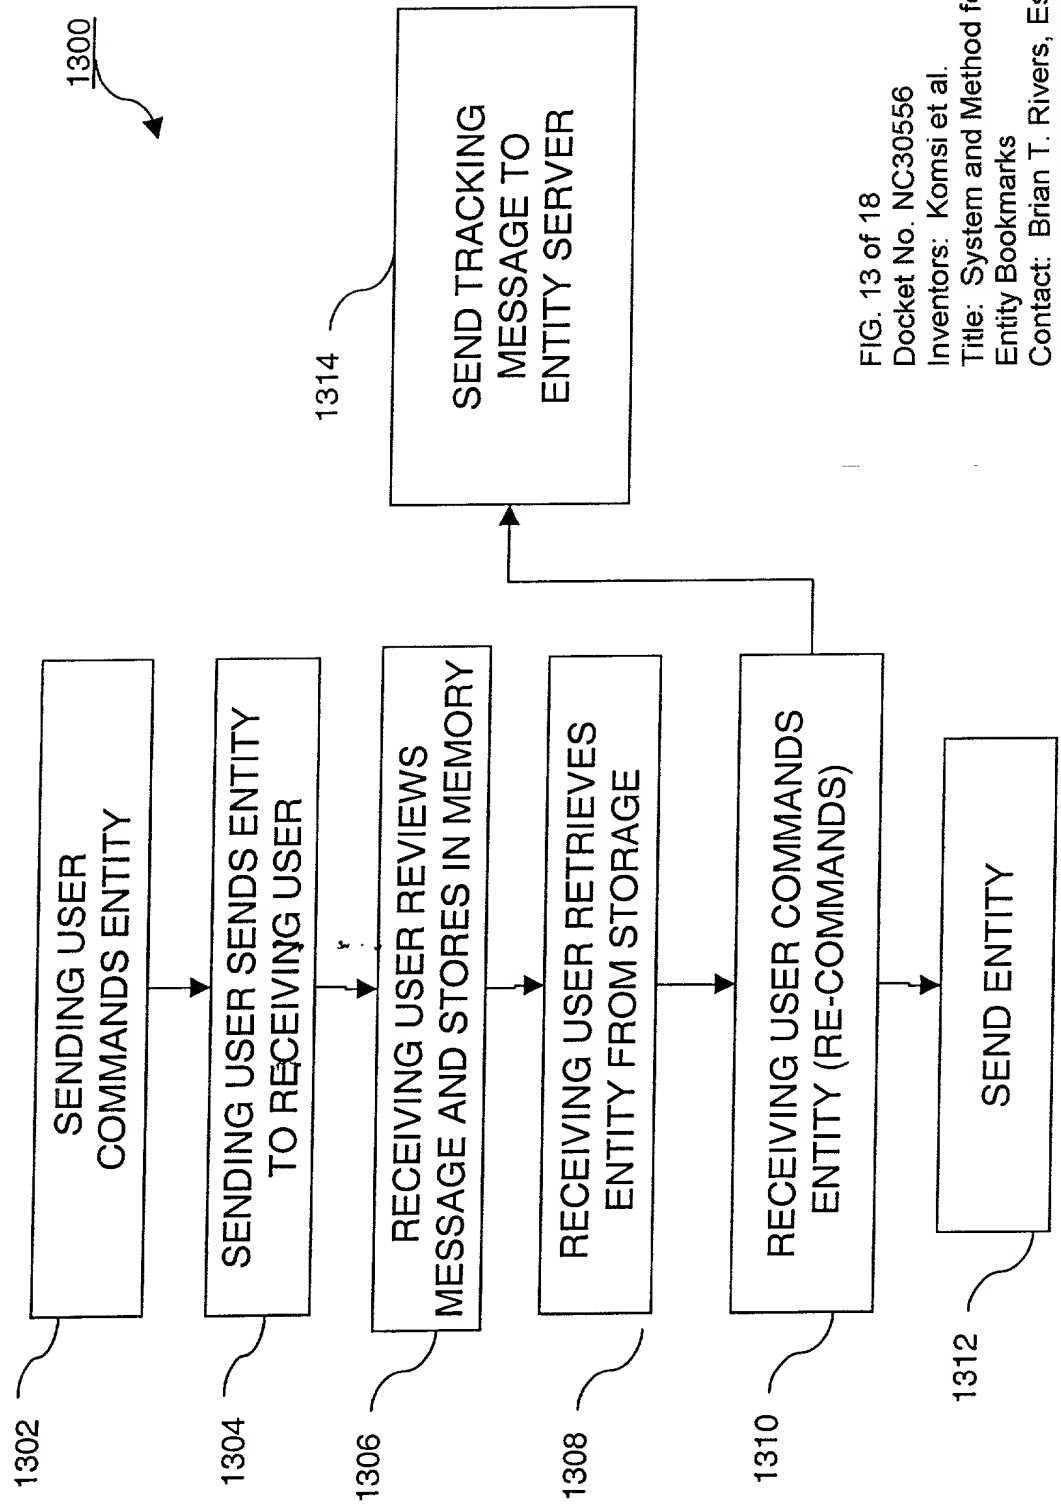 1300
1302
SENDING USER
COMMANDS ENTITY
1304
SENDING USER SENDS ENTITY
TO RECEIVING USER
1306
RECEIVING USER REVIEWS
MESSAGE AND STORES IN MEMORY
1308
RECEIVING USER RETRIEVES
ENTITY FROM STORAGE
1310
RECEIVING USER COMMANDS
ENTITY (RE-COMMANDS)
1312
SEND ENTITY
1314
SEND TRACKING
MESSAGE TO
ENTITY SERVER
FIG. 13 of 18
Docket No. NC30556
Inventors: Komsi et al.
Title: System and Method
Entity Bookmarks
Contact: Brian T. Rivers,